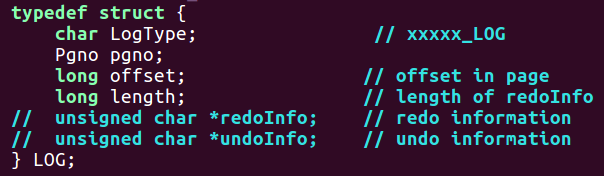 typedef struct {
    char LogType;                // xxxxx_LOG
    Pgno pgno;
    long offset;                // offset in page
    long length;                // length of redoInfo
//  unsigned char *redoInfo;    // redo information
//  unsigned char *undoInfo;    // undo information
} LOG;